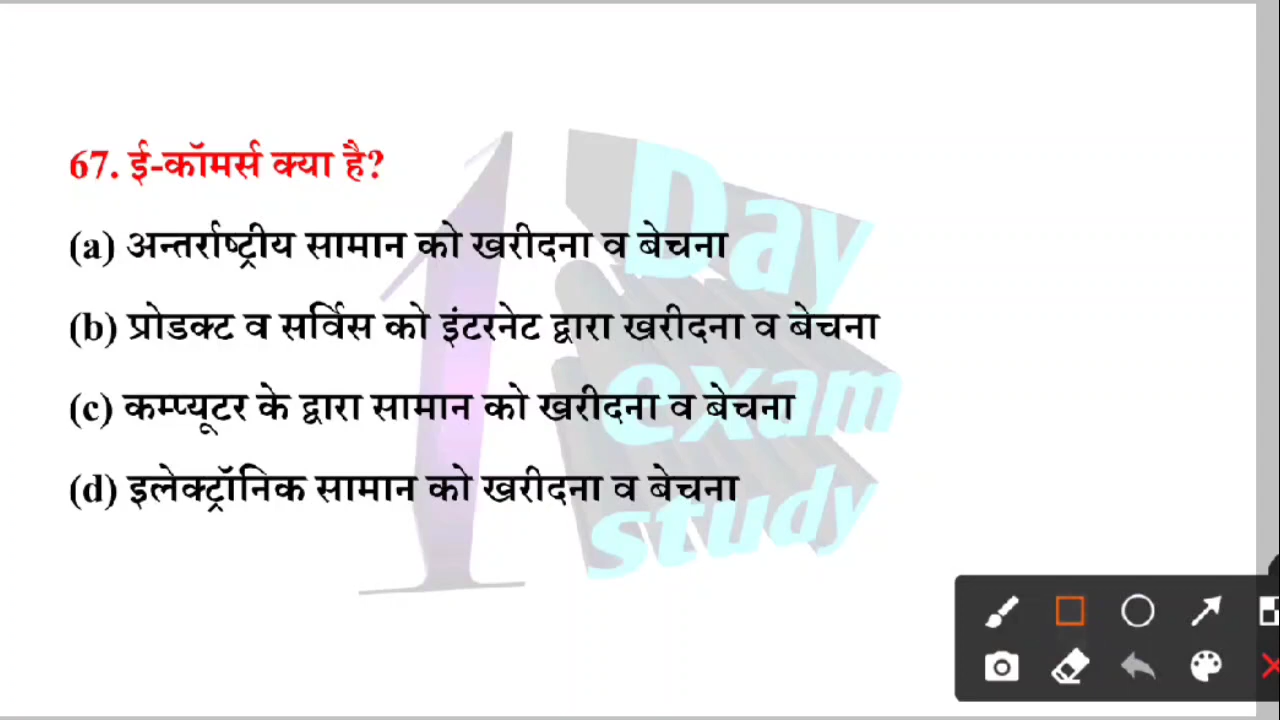 67. ई-कॉमर्स क्या है?
(a) अन्तर्राष्ट्रीय सामान को खरीदना व बेचना
(b) प्रोडक्ट व सर्विस को इंटरनेट द्वारा खरीदना व बेचना
(c) कम्प्यूटर के द्वारा सामान को खरीदना व बेचना
(d) इलेक्ट्रॉनिक सामान को खरीदना व बेचना
1 Day
exam
study